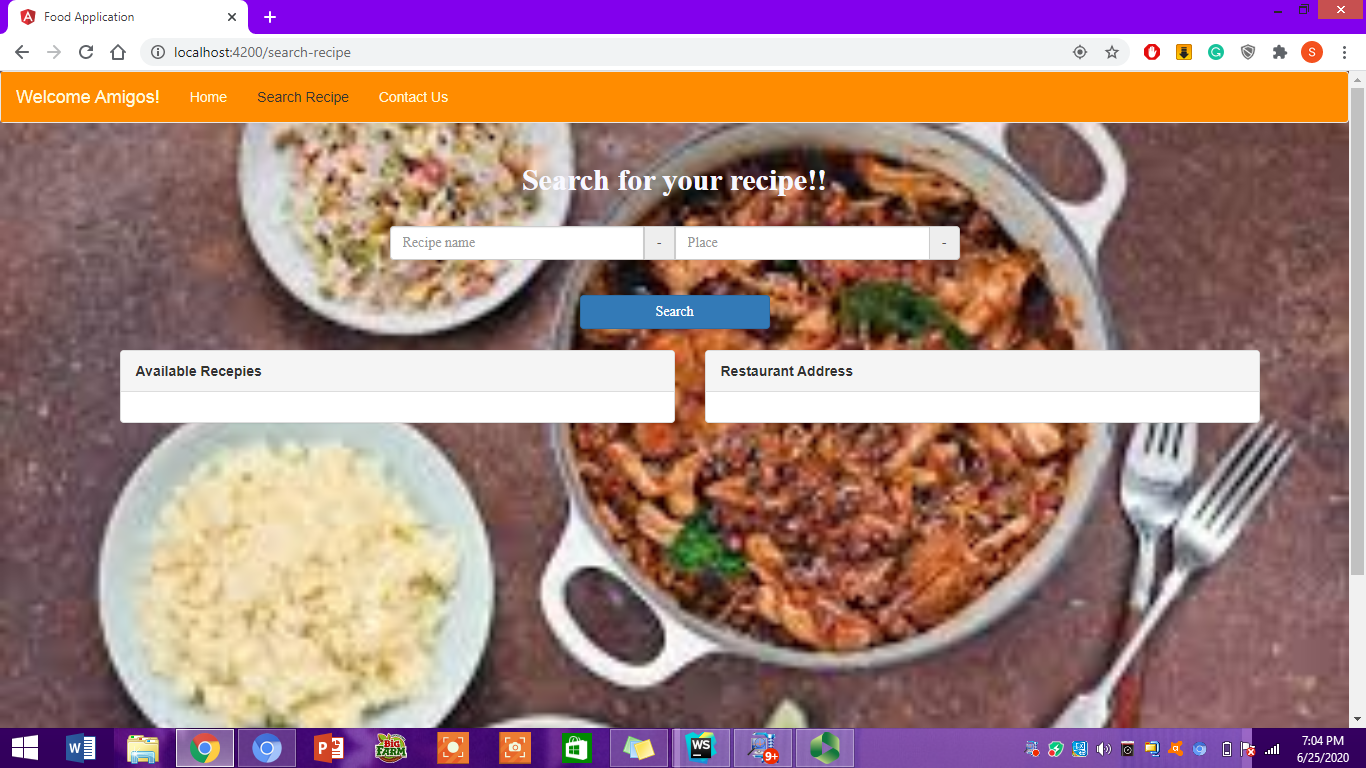 Food Application
localhost:4200/search-recipe
S
Welcome Amigos! Home Search Recipe Contact Us
Search for your recipe!!
Recipe name - Place -
Search
Available Recepies Restaurant Address
BIG FARM
WS
9+
7:04 PM
6/25/2020